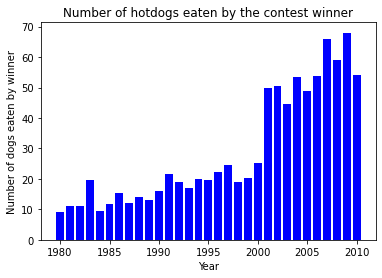 Number of hotdogs eaten by the contest winner
70
60
50
40
30
20
10
0
Number of dogs eaten by winner
1980 1985 1990 1995 2000 2005 2010
Year